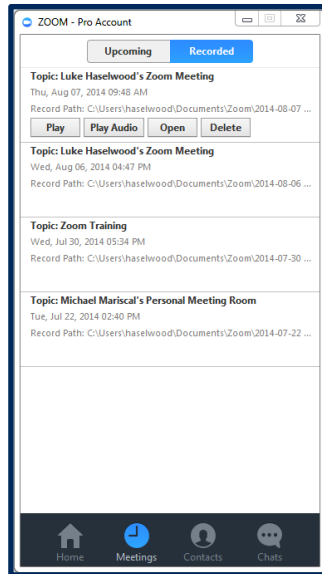 ZOOM - Pro Account
Upcoming Recorded
Topic: Luke Haselwood's Zoom Meeting
Thu, Aug 07, 2014 09:48 AM
Record Path: C:\Users\haselwood\Documents\Zoom\2014-08-07 ...
Play Play Audio Open Delete
Topic: Luke Haselwood's Zoom Meeting
Wed, Aug 06, 2014 04:47 PM
Record Path: C:\Users\haselwood\Documents\Zoom\2014-08-06 ...
Topic: Zoom Training
Wed, Jul 30, 2014 05:34 PM
Record Path: C:\Users\haselwood\Documents\Zoom\2014-07-30 ...
Topic: Michael Mariscal's Personal Meeting Room
Tue, Jul 22, 2014 02:40 PM
Record Path: C:\Users\haselwood\Documents\Zoom\2014-07-22 ...
Home Meetings Contacts Chats